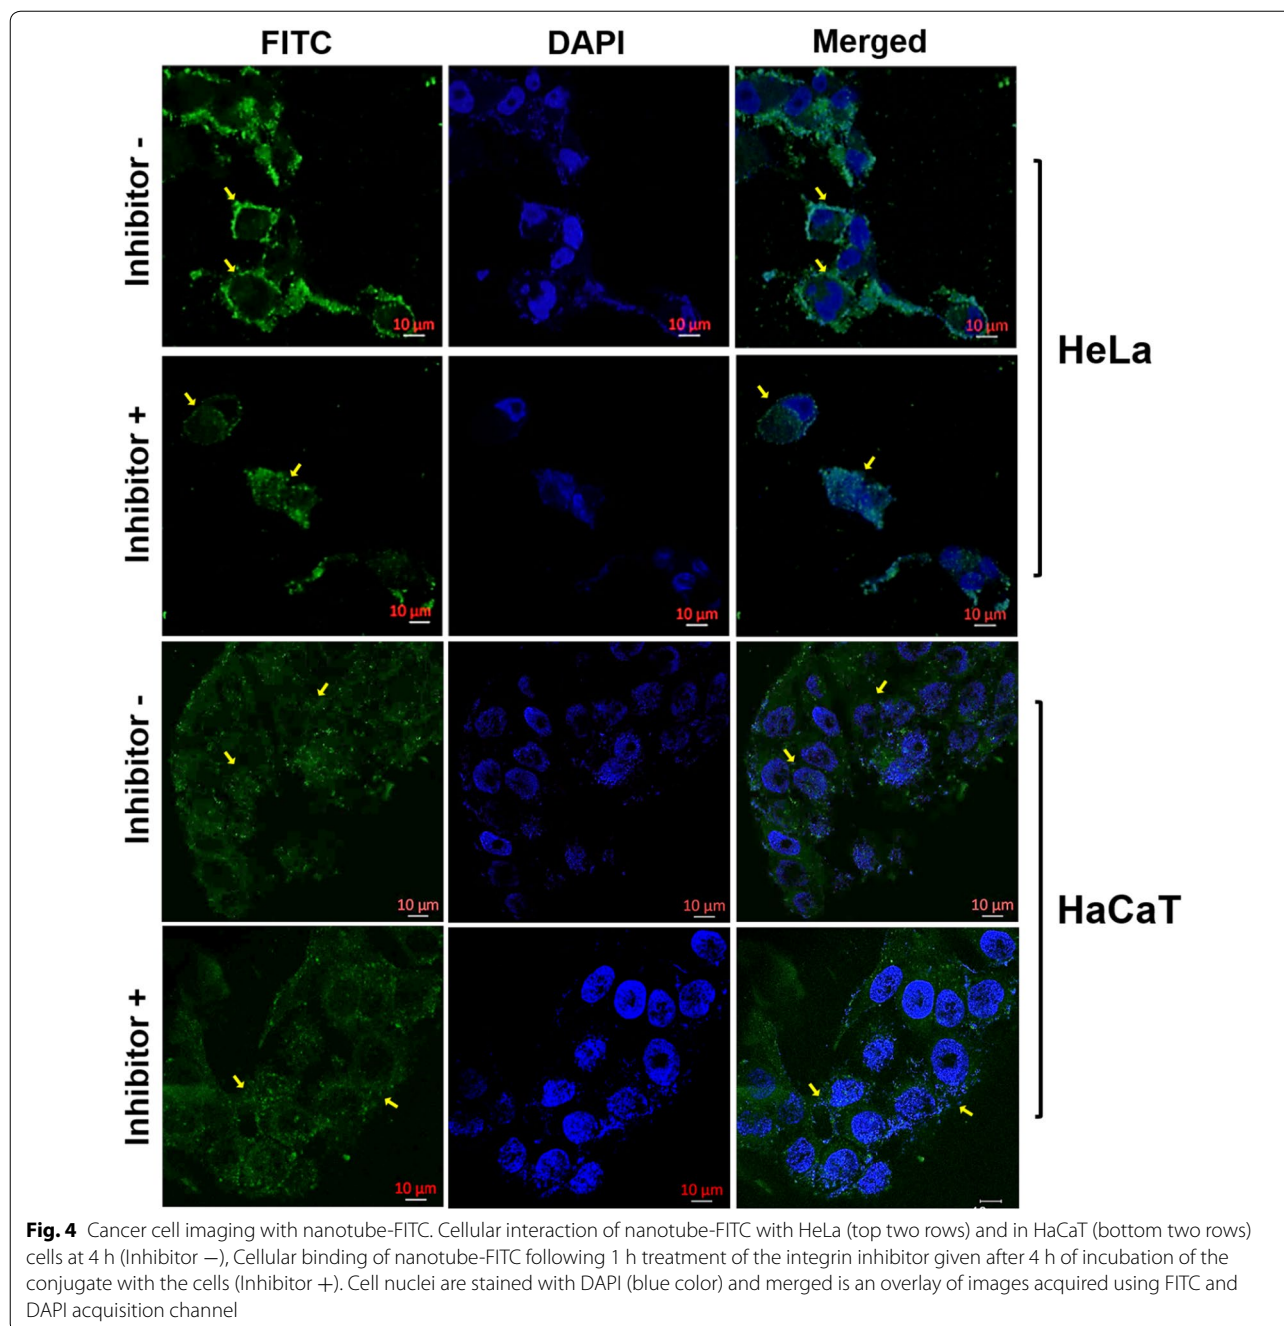 FITC DAPI Merged
Inhibitor -
10 µm 10 µm 10 µm
HeLa
Inhibitor +
10 µm 10 µm 10 µm
Inhibitor -
10 µm 10 µm 10 µm
HaCaT
Inhibitor +
10 µm 10 µm
Fig. 4 Cancer cell imaging with nanotube-FITC. Cellular interaction of nanotube-FITC with HeLa (top two rows) and in HaCaT (bottom two rows)
cells at 4 h (Inhibitor −), Cellular binding of nanotube-FITC following 1 h treatment of the integrin inhibitor given after 4 h of incubation of the
conjugate with the cells (Inhibitor +). Cell nuclei are stained with DAPI (blue color) and merged is an overlay of images acquired using FITC and
DAPI acquisition channel